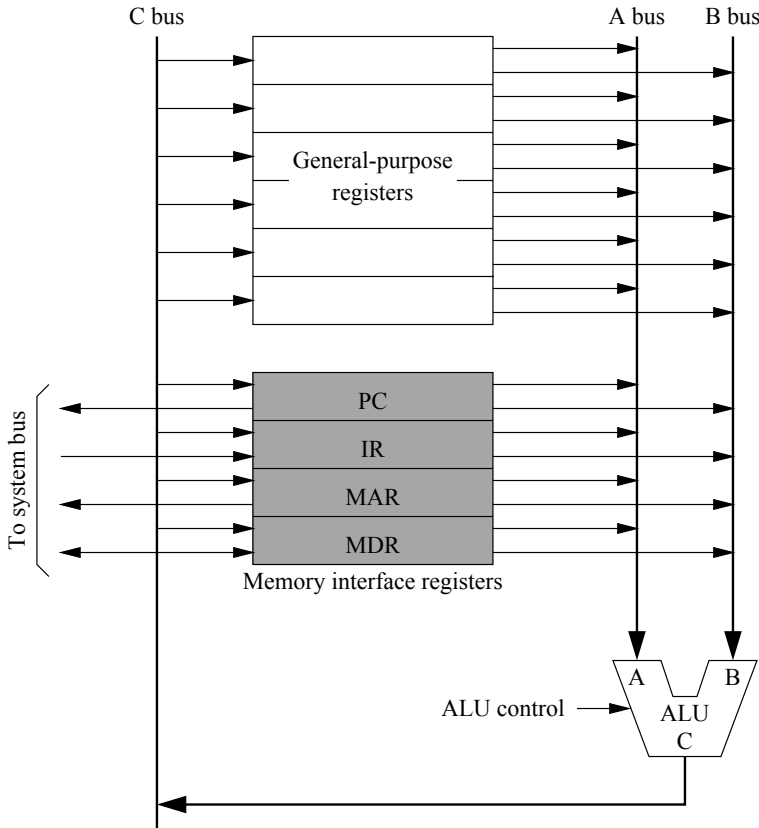 C bus
A bus
B bus
General-purpose
registers
PC
IR
MAR
MDR
To system bus
Memory interface registers
A
B
ALU control
ALU
C